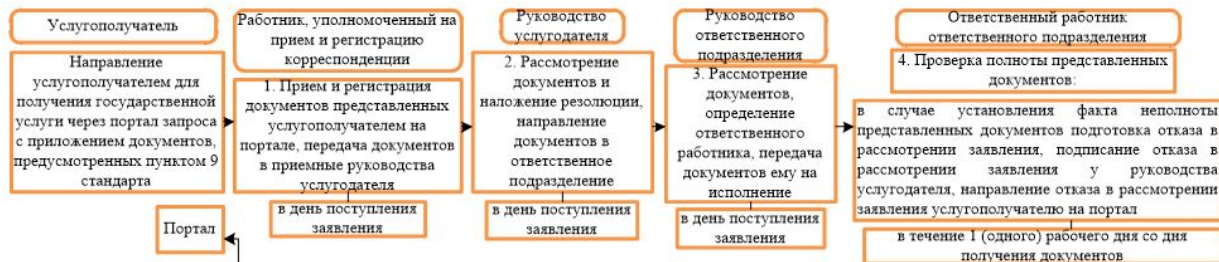 Услугополучатель
Направление
услугополучателем для
получения государственной
услуги через портал запроса
с приложением документов,
предусмотренных пунктом 9
стандарта
Портал
Работник, уполномоченный на
прием и регистрацию
корреспонденции
1. Прием и регистрация
документов представленных
услугополучателем на
портале, передача документов
в приемные руководства
услугодателя
в день поступления
заявления
Руководство
услугодателя
2. Рассмотрение
документов и
наложение резолюции,
направление
документов в
ответственное
подразделение
в день поступления
заявления
Руководство
ответственного
подразделения
3. Рассмотрение
документов,
определение
ответственного
работника, передача
документов ему на
исполнение
в день поступления
заявления
Ответственный работник
ответственного подразделения
4. Проверка полноты представленных
документов:
в случае установления факта неполноты
представленных документов подготовка отказа в
рассмотрении заявления, подписание отказа в
рассмотрении заявления у руководства
услугодателя, направление отказа в рассмотрении
заявления услугополучателю на портал
в течение 1 (одного) рабочего дня со дня
получения документов